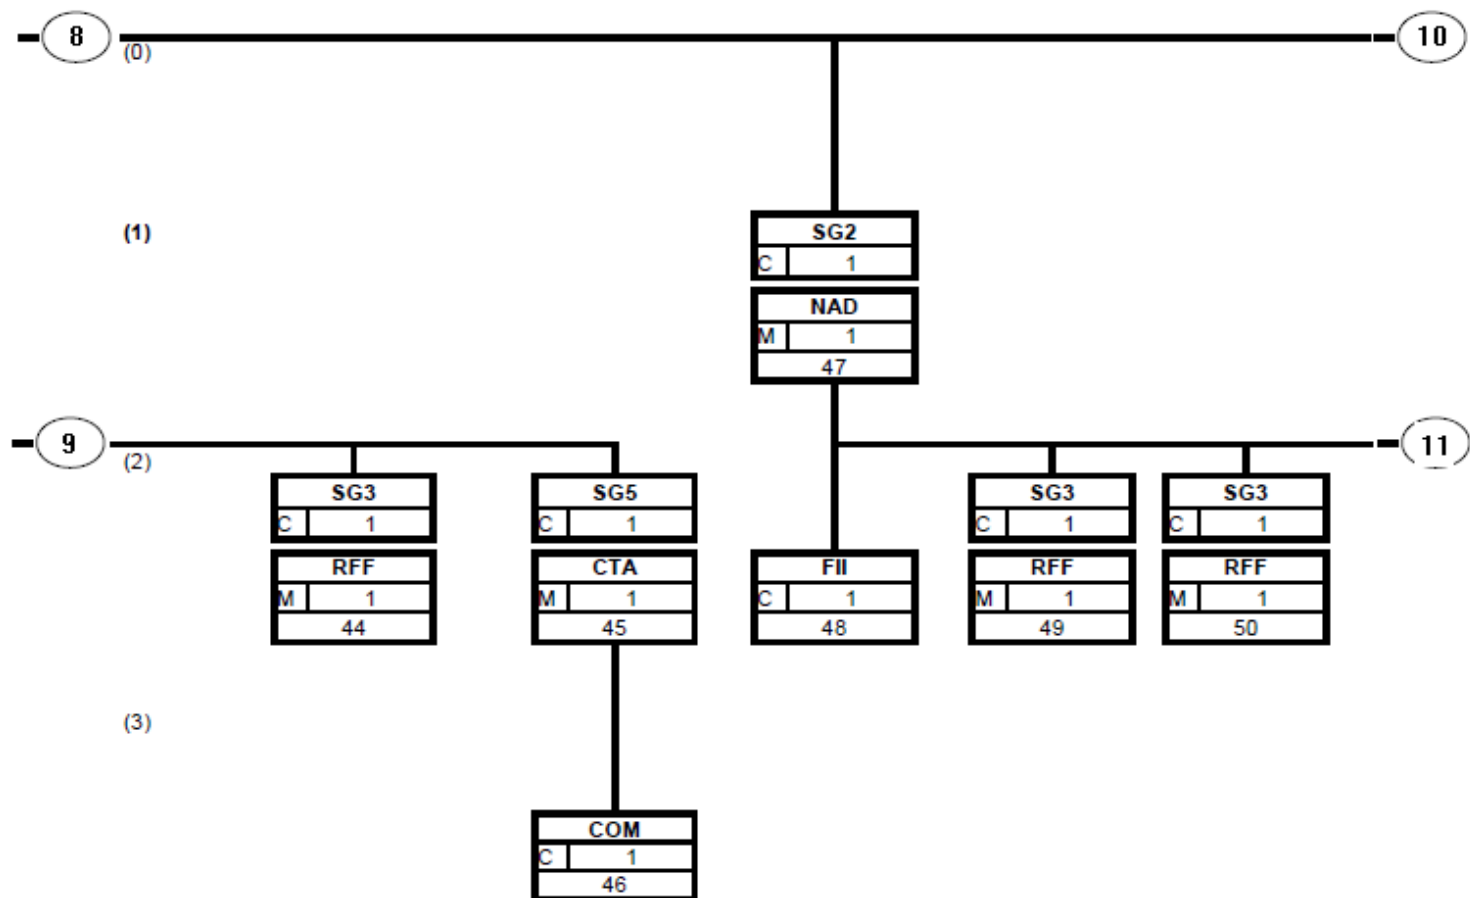 8
(0)
10
(1)
SG2
C 1
NAD
M 1
47
9
(2)
11
SG3
C 1
RFF
M 1
44
SG5
C 1
CTA
M 1
45
FII
C 1
48
SG3
C 1
RFF
M 1
49
SG3
C 1
RFF
M 1
50
(3)
COM
C 1
46